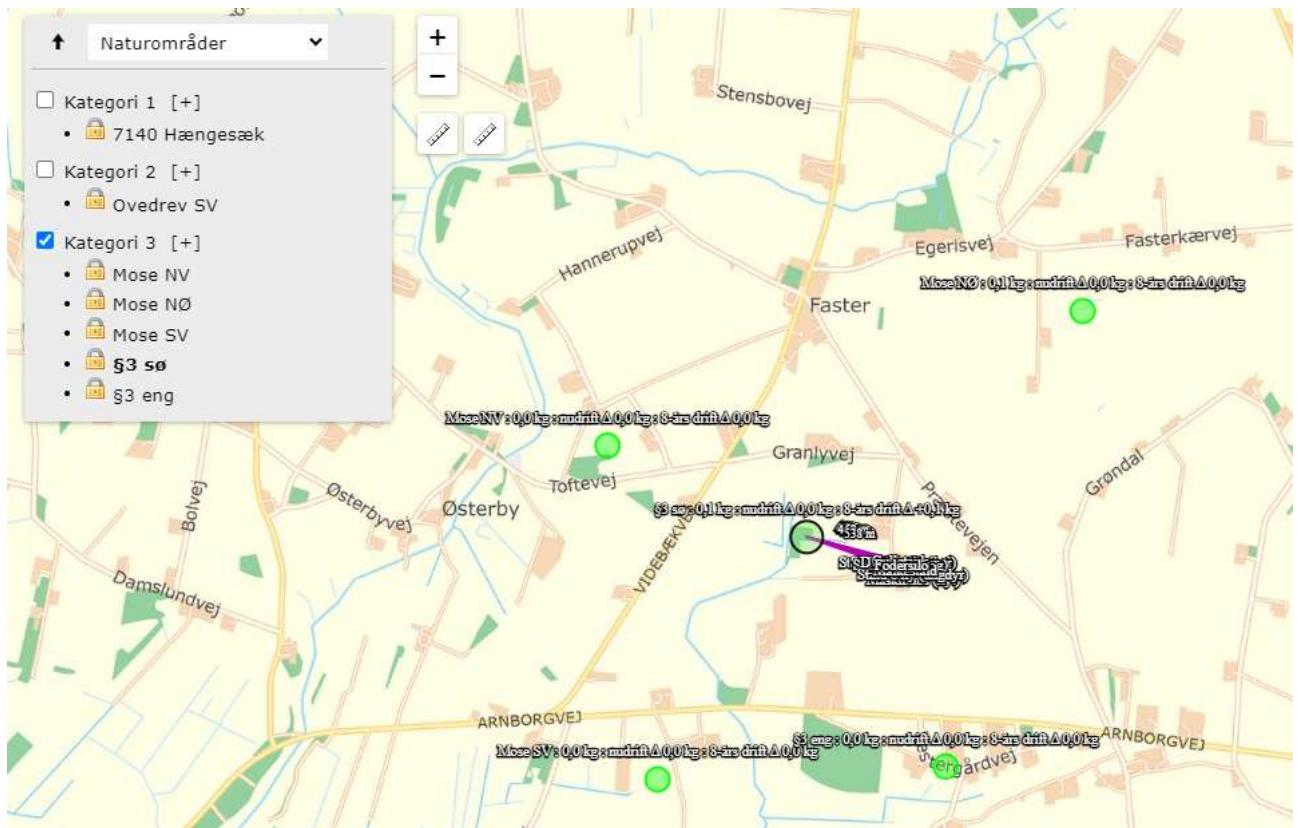 Naturområder
+
−
Kategori 1 [+]
7140 Hængesæk
Kategori 2 [+]
Ovedrev SV
Kategori 3 [+]
Mose NV
Mose NØ
Mose SV
§3 sø
§3 eng
Stensbovej
Hannerupvej
Egerisvej
Fasterkærvej
Mose NØ : 0,1 kg : nudrift Δ 0,0 kg : 8-års drift Δ 0,0 kg
Faster
Mose NV : 0,0 kg : nudrift Δ 0,0 kg : 8-års drift Δ 0,0 kg
Granlyvej
Toftevej
Grøndal
Bolvej
Østerbyvej
Østerby
§3 sø : 0,1 kg : nudrift Δ 0,0 kg : 8-års drift Δ +0,1 kg
538 m
Fodersilo
Damslundvej
ARNBORGVEJ
ARNBORGVEJ
§3 eng : 0,0 kg : nudrift Δ 0,0 kg : 8-års drift Δ 0,0 kg
Mose SV : 0,0 kg : nudrift Δ 0,0 kg : 8-års drift Δ 0,0 kg